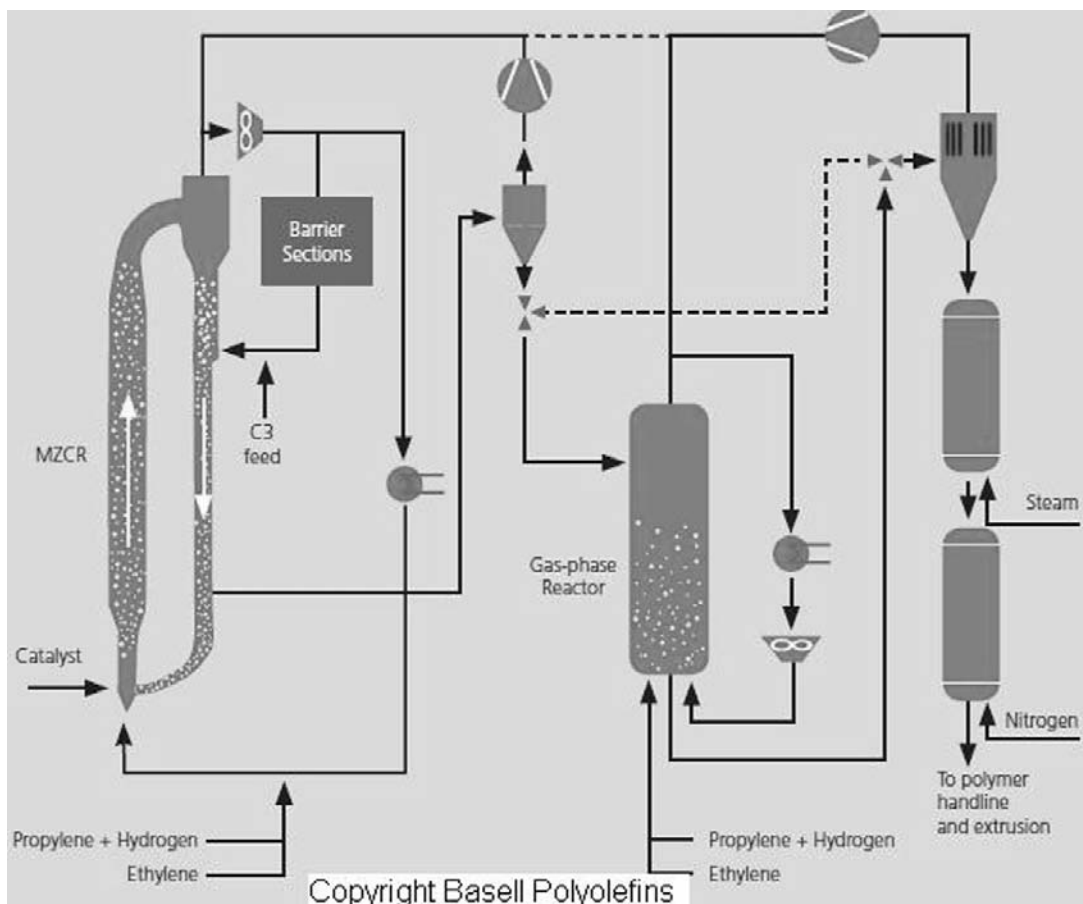 Barrier
Sections
C3
feed
MZCR
Steam
Gas-phase
Reactor
Catalyst
Nitrogen
To polymer
handline
and extrusion
Propylene + Hydrogen
Ethylene
Propylene + Hydrogen
Ethylene
Copyright Basell Polyolefins